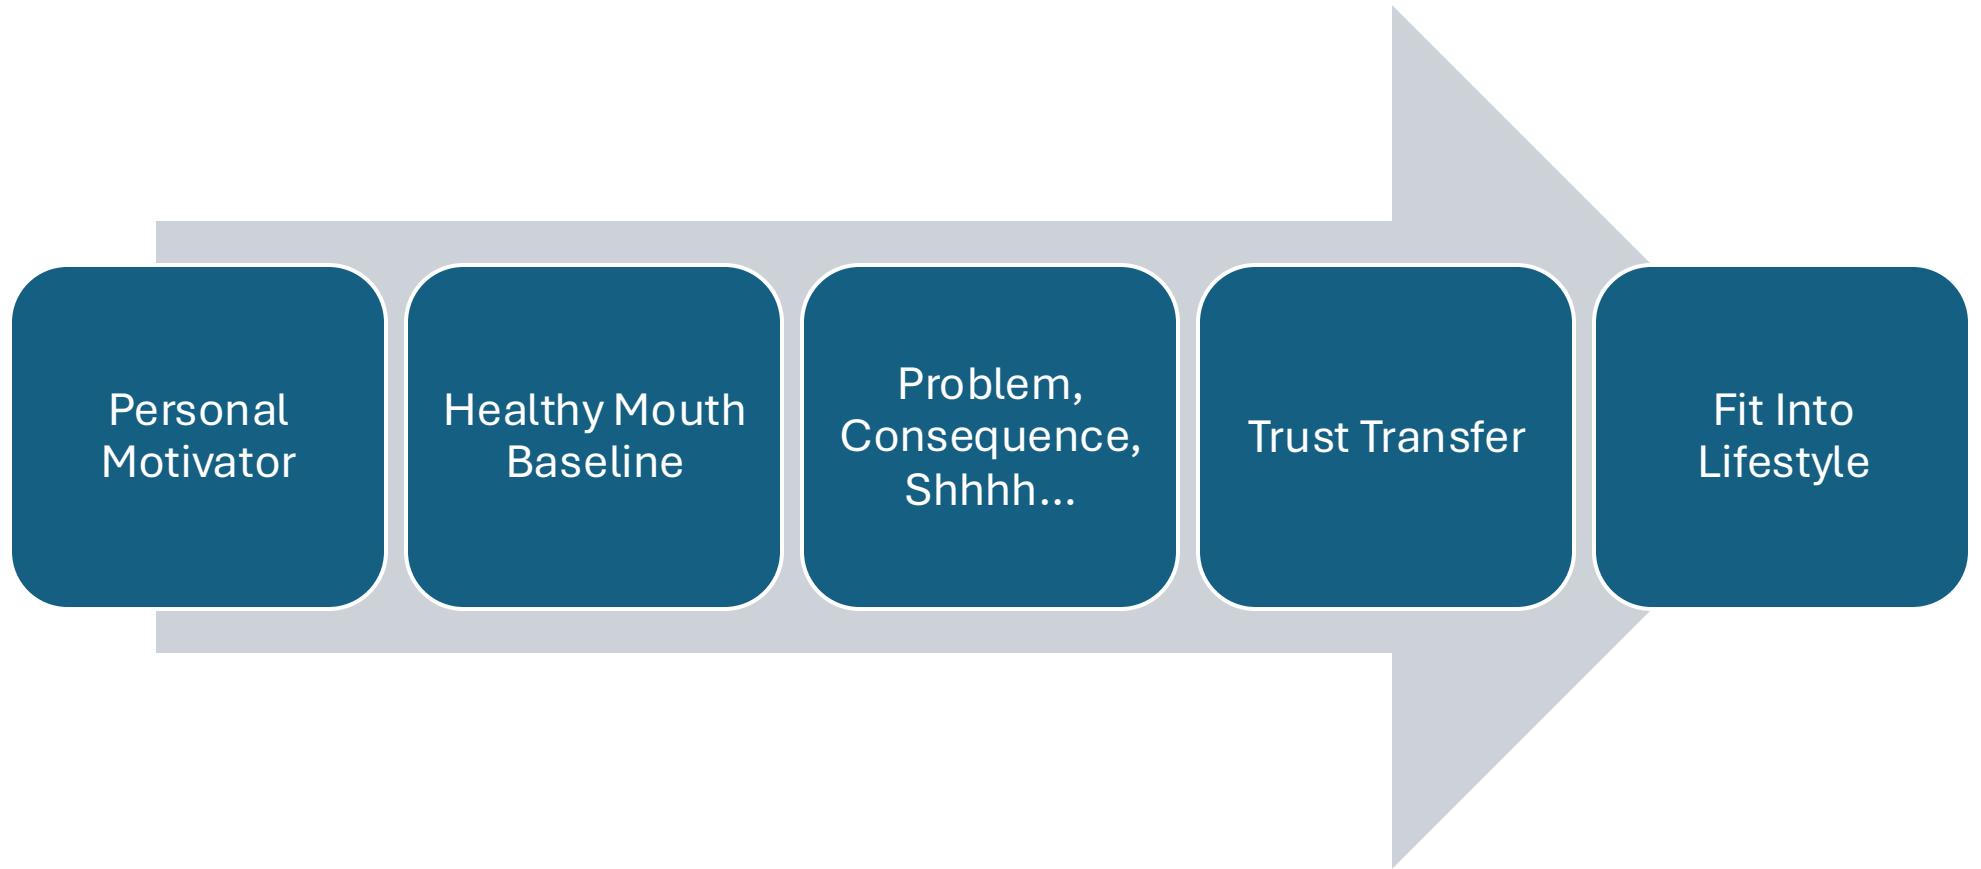 Personal
Motivator
Healthy Mouth
Baseline
Problem,
Consequence,
Shhhh...
Trust Transfer
Fit Into
Lifestyle